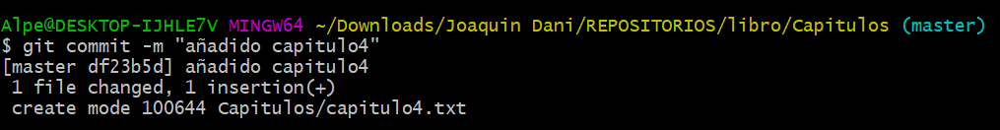 Alpe@DESKTOP-IJHLE7V MINGW64 ~/Downloads/Joaquin Dani/REPOSITORIOS/libro/Capitulos (master)
$ git commit -m "añadido capitulo4"
[master df23b5d] añadido capitulo4
 1 file changed, 1 insertion(+)
 create mode 100644 Capitulos/capitulo4.txt